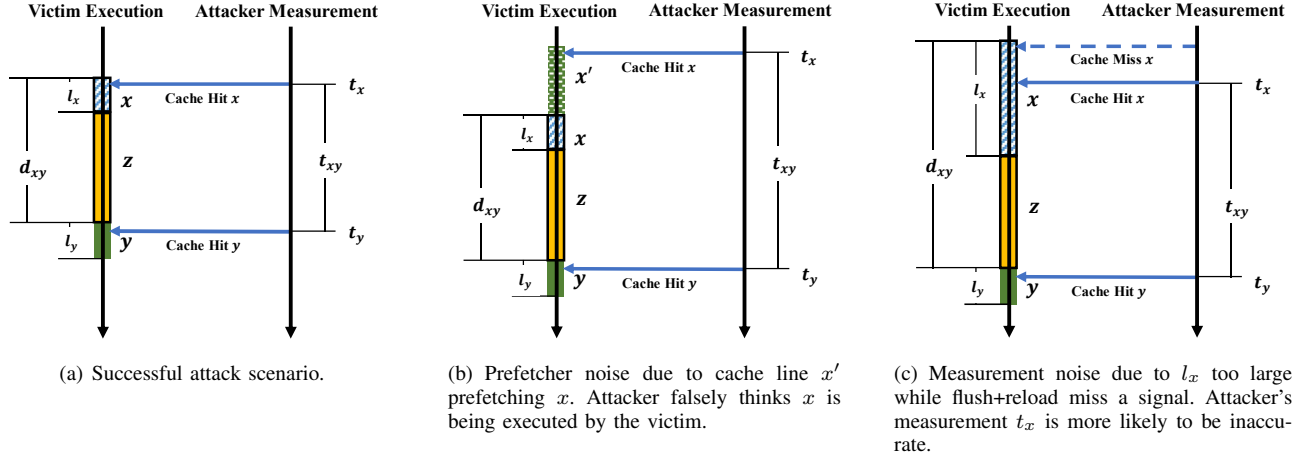 Victim Execution Attacker Measurement
l_x
x
Cache Hit x
t_x
d_xy
z
t_xy
l_y
y
Cache Hit y
t_y
(a) Successful attack scenario.
Victim Execution Attacker Measurement
x′
Cache Hit x
t_x
l_x
x
d_xy
z
t_xy
l_y
y
Cache Hit y
t_y
(b) Prefetcher noise due to cache line x′
prefetching x. Attacker falsely thinks x is
being executed by the victim.
Victim Execution Attacker Measurement
Cache Miss x
l_x
x
Cache Hit x
t_x
d_xy
z
t_xy
l_y
y
Cache Hit y
t_y
(c) Measurement noise due to l_x too large
while flush+reload miss a signal. Attacker's
measurement t_x is more likely to be inaccu-
rate.